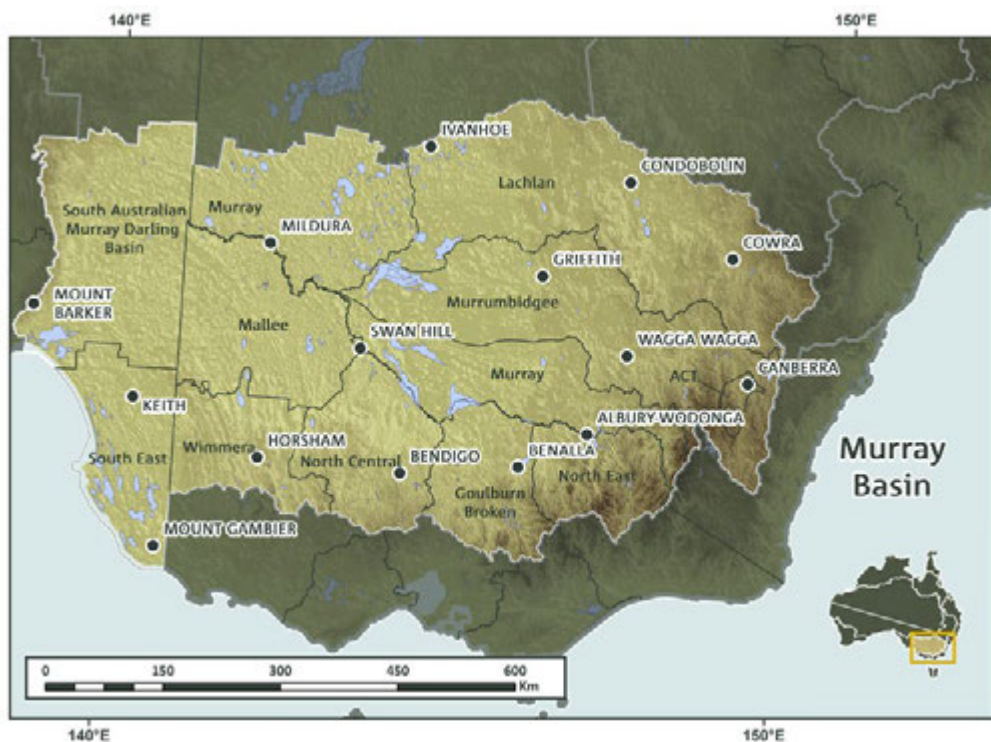 140°E
150°E
IVANHOE
CONDOBOLIN
Lachlan
South Australian
Murray Darling
Basin
Murray
MILDURA
COWRA
GRIFFITH
MOUNT
BARKER
Murrumbidgee
Mallee
SWAN HILL
WAGGA WAGGA
Murray
ACT
CANBERRA
KEITH
ALBURY-WODONGA
HORSHAM
Wimmera
BENALLA
BENDIGO
South East
North Central
North East
Murray
Basin
Goulburn
Broken
MOUNT GAMBIER
0
150
300
450
600
Km
140°E
150°E